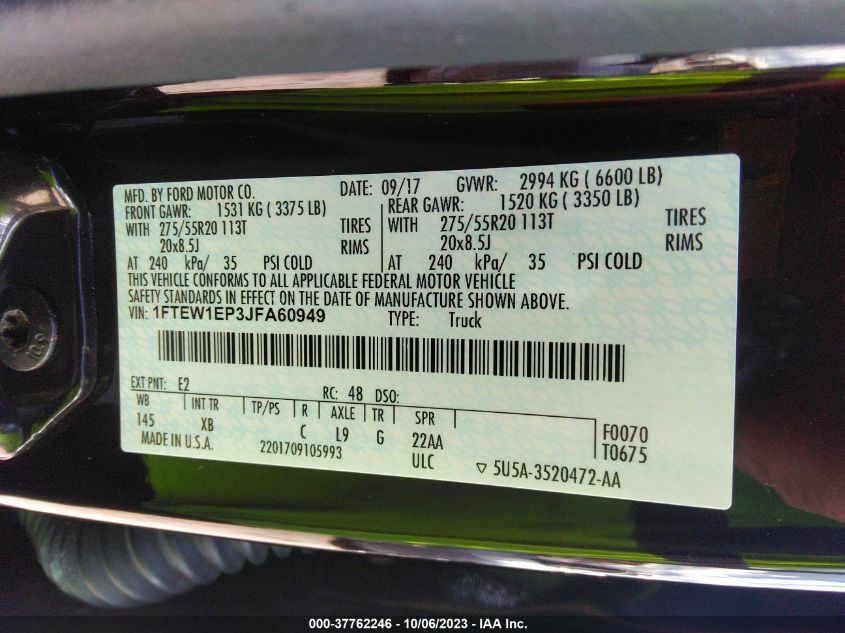 MFD. BY FORD MOTOR CO. DATE: 09/17 GVWR: 2994 KG ( 6600 LB)
FRONT GAWR: 1531 KG ( 3375 LB) REAR GAWR: 1520 KG ( 3350 LB)
WITH 275/55R20 113T TIRES WITH 275/55R20 113T TIRES
20x8.5J RIMS 20x8.5J RIMS
AT 240 kPa/ 35 PSI COLD AT 240 kPa/ 35 PSI COLD
THIS VEHICLE CONFORMS TO ALL APPLICABLE FEDERAL MOTOR VEHICLE
SAFETY STANDARDS IN EFFECT ON THE DATE OF MANUFACTURE SHOWN ABOVE.
VIN: 1FTEW1EP3JFA60949 TYPE: Truck
EXT PNT: E2 RC: 48 DSO:
WB INT TR TP/PS R AXLE TR SPR
145 XB C L9 G 22AA F0070
MADE IN U.S.A. 2201709105993 ULC T0675
▽ 5U5A-3520472-AA
000-37762246 - 10/06/2023 - IAA Inc.